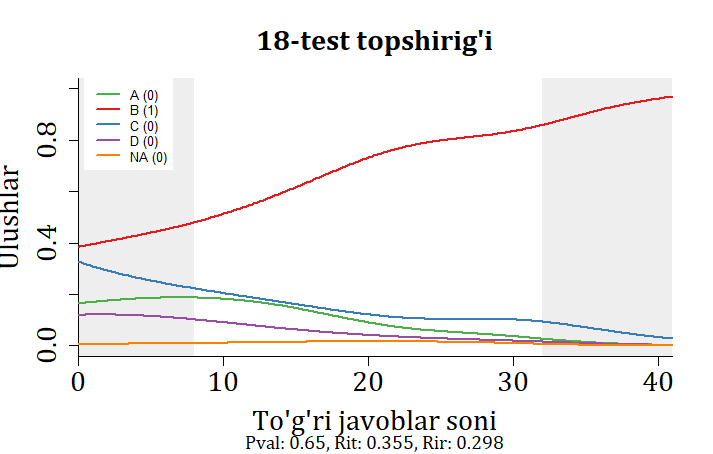 18-test topshirig'i
A (0)
B (1)
C (0)
D (0)
NA (0)
Ulushlar
0.8
0.4
0.0
0 10 20 30 40
To'g'ri javoblar soni
Pval: 0.65, Rit: 0.355, Rir: 0.298